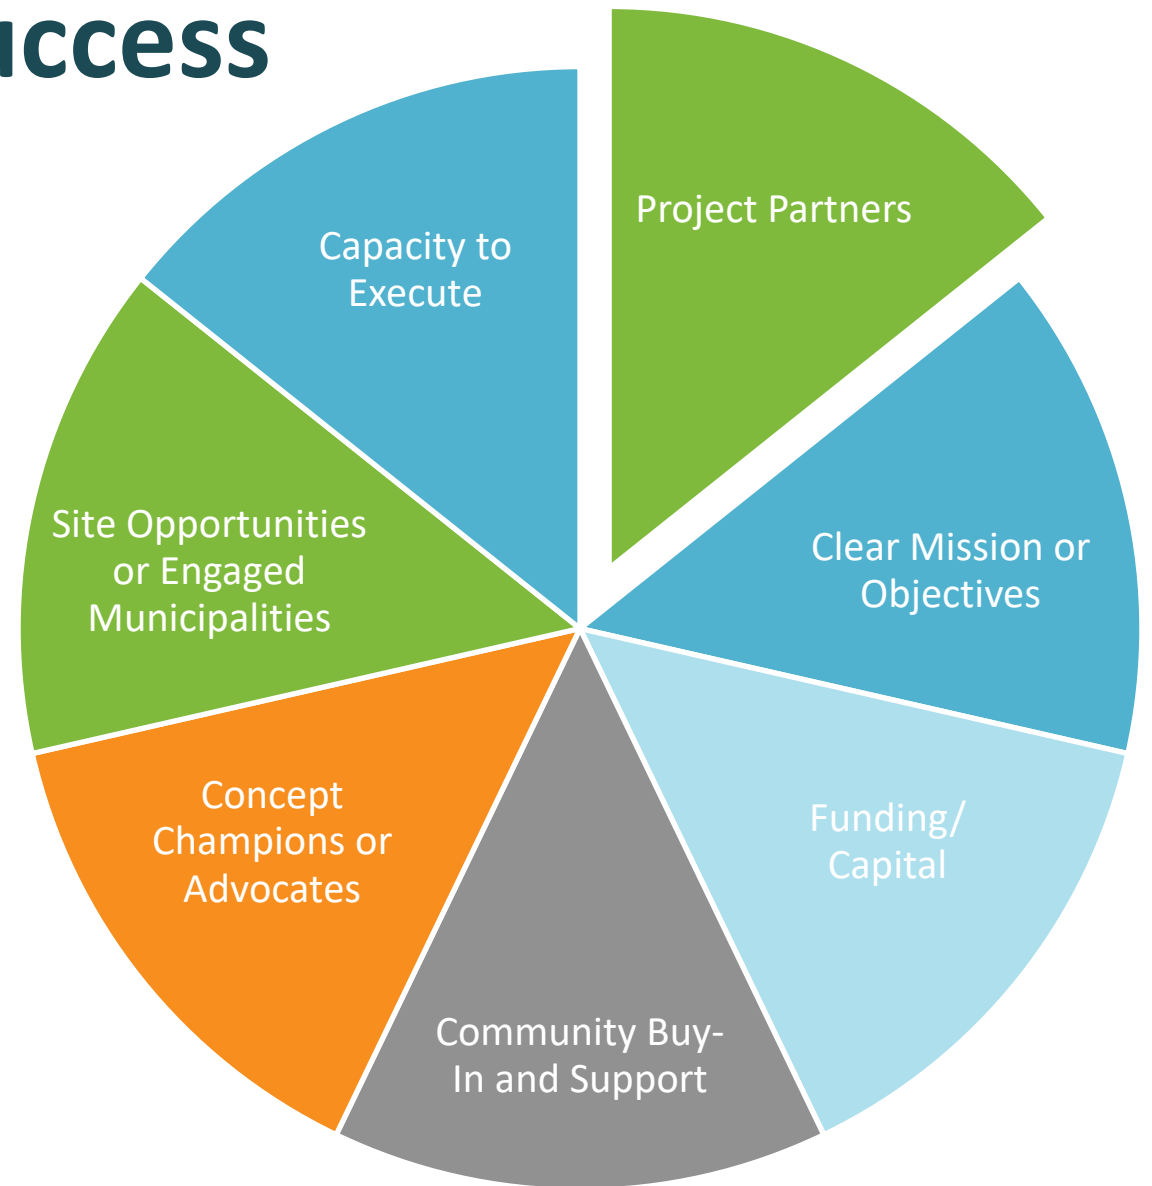 uccess
Project Partners
Capacity to
Execute
Clear Mission or
Objectives
Site Opportunities
or Engaged
Municipalities
Funding/
Capital
Concept
Champions or
Advocates
Community Buy-
In and Support